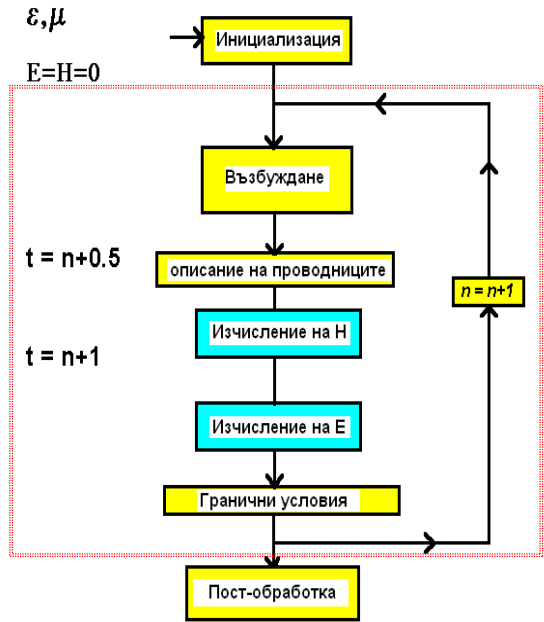 ε,μ
Инициализация
E=H=0
Възбуждане
t = n+0.5
описание на проводниците
n = n+1
Изчисление на H
t = n+1
Изчисление на E
Гранични условия
Пост-обработка